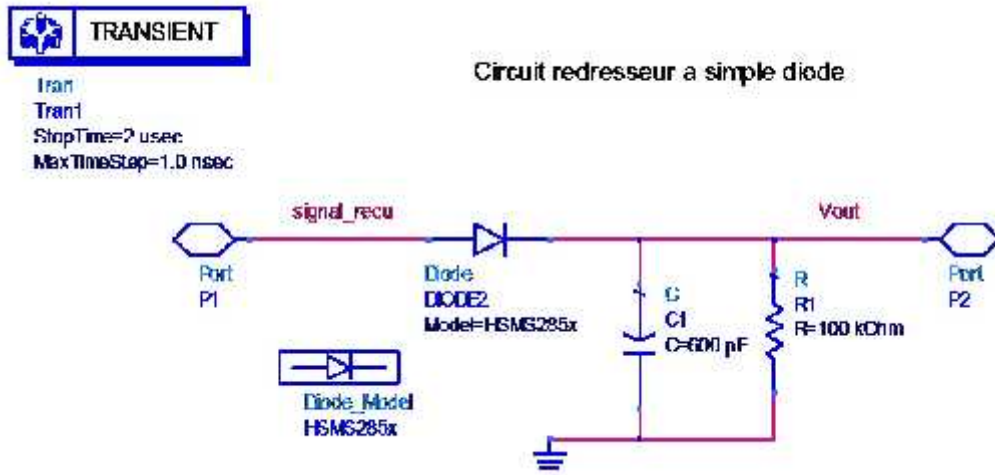 TRANSIENT
Circuit redresseur a simple diode
Tran
Tran1
StopTime=2 usec
MaxTimeStep=1.0 nsec
signal_recu
Vout
Port
P1
Diode
DIODE2
Model=HSMS285x
C
C1
C=600 pF
R
R1
R=100 kOhm
Port
P2
Diode_Model
HSMS285x